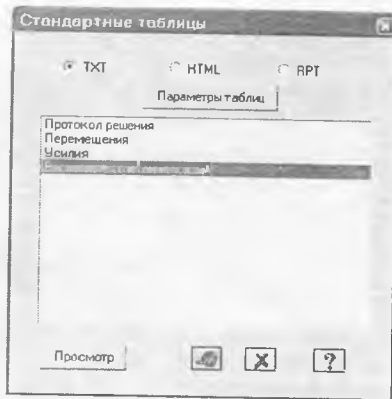 Стандартные таблицы
TXT HTML RPT
Параметры таблиц
Протокол решения
Перемещения
Усилия
Просмотр
?